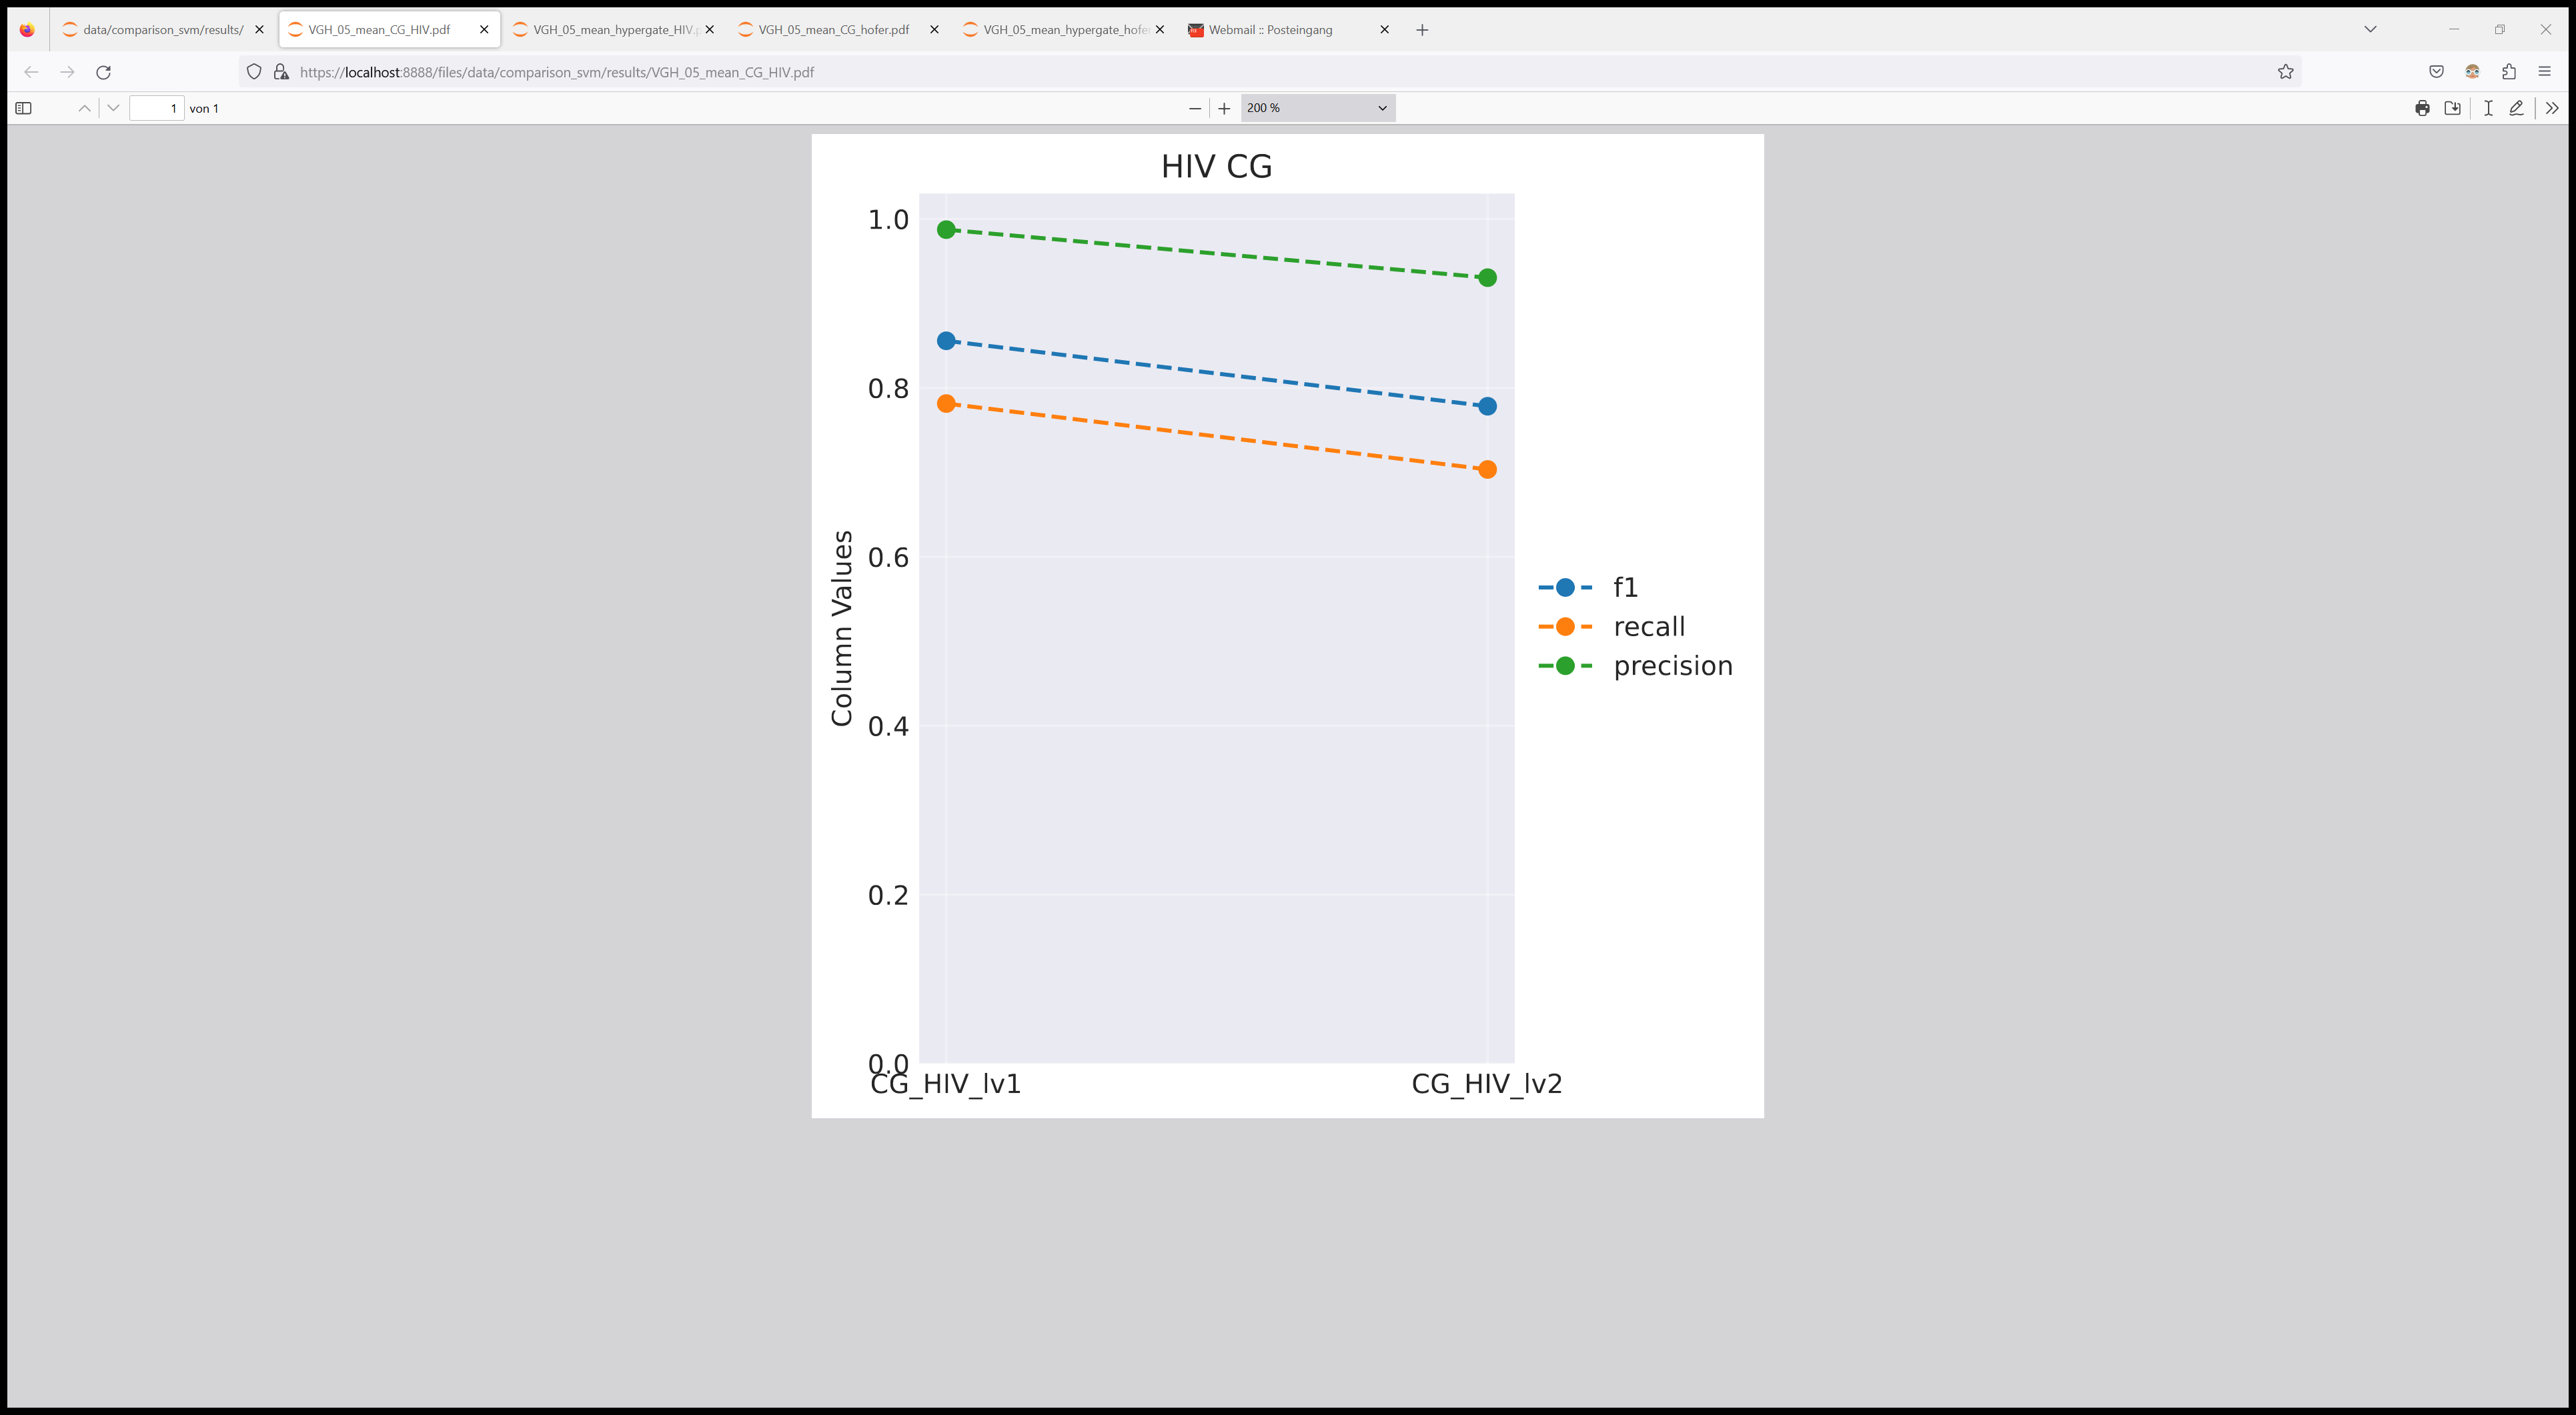 data/comparison_svm/results/
VGH_05_mean_CG_HIV.pdf
VGH_05_mean_hypergate_HIV.p
VGH_05_mean_CG_hofer.pdf
VGH_05_mean_hypergate_hofer
Webmail :: Posteingang
https://localhost:8888/files/data/comparison_svm/results/VGH_05_mean_CG_HIV.pdf
1 von 1
200 %
HIV CG
1.0
0.8
0.6
0.4
0.2
0.0
Column Values
f1
recall
precision
CG_HIV_lv1
CG_HIV_lv2